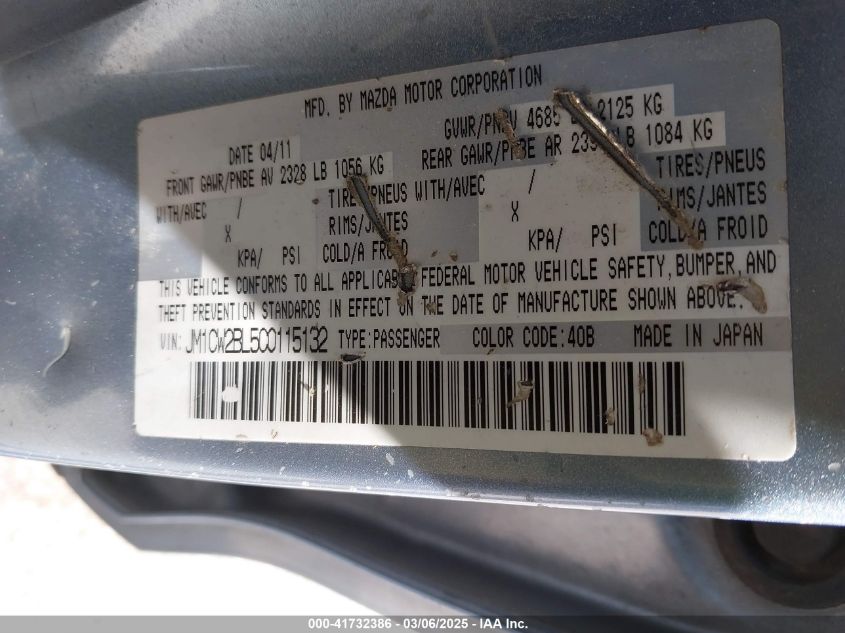 MFD. BY MAZDA MOTOR CORPORATION
DATE 04/11 GVWR/PNBV 4685 2125 KG
FRONT GAWR/PNBE AV 2328 LB 1056 KG REAR GAWR/PNBE AR LB 1084 KG
WITH/AVEC / TIRES/PNEUS WITH/AVEC / TIRES/PNEUS
X RIMS/JANTES X RIMS/JANTES
KPA/ PSI COLD/A FROID KPA/ PSI COLD/A FROID
THIS VEHICLE CONFORMS TO ALL FEDERAL MOTOR VEHICLE SAFETY, BUMPER, AND
THEFT PREVENTION STANDARDS IN EFFECT ON THE DATE OF MANUFACTURE SHOWN ABOVE.
VIN: JM1CW2BL5C0115132 TYPE:PASSENGER COLOR CODE:40B MADE IN JAPAN
000-41732386 - 03/06/2025 - IAA Inc.